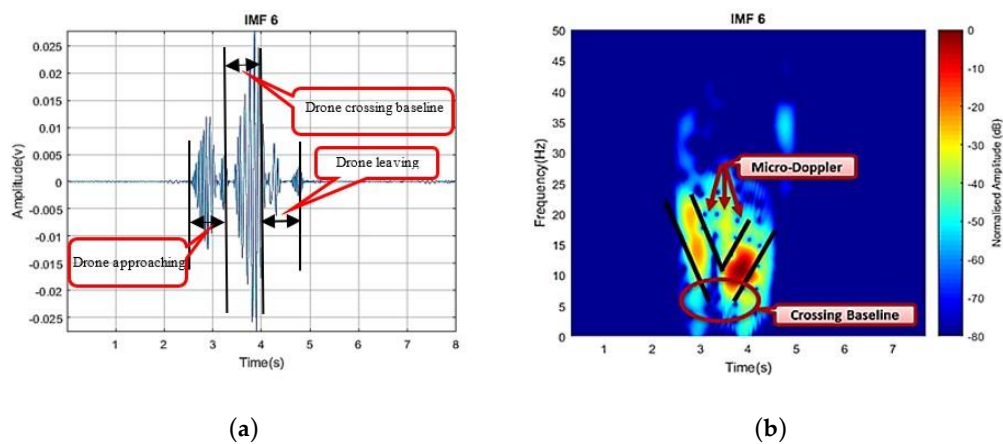 IMF 6
0.025
0.02
0.015
0.01
0.005
0
-0.005
-0.01
-0.015
-0.02
-0.025
Amplitude(v)
1 2 3 4 5 6 7 8
Time(s)
Drone crossing baseline
Drone leaving
Drone approaching
(a)
IMF 6
50
45
40
35
30
25
20
15
10
5
0
Frequency(Hz)
1 2 3 4 5 6 7
Time(s)
Micro-Doppler
Crossing Baseline
0
-10
-20
-30
-40
-50
-60
-70
-80
Normalised Amplitude (dB)
(b)